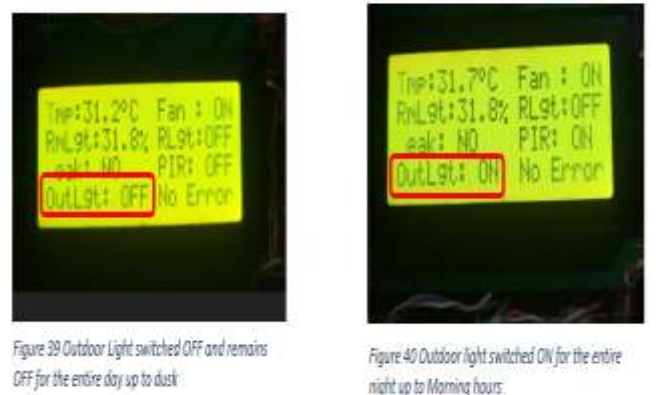 Tmp:31.2ºC Fan : ON
RmLgt:31.8% RLgt:OFF
eak: NO PIR: OFF
OutLgt: OFF No Error
Figure 39 Outdoor Light switched OFF and remains
OFF for the entire day up to dusk
Tmp:31.7ºC Fan : ON
RmLgt:31.8% RLgt:OFF
eak: NO PIR: ON
OutLgt: ON No Error
Figure 40 Outdoor light switched ON for the entire
night up to Morning hours